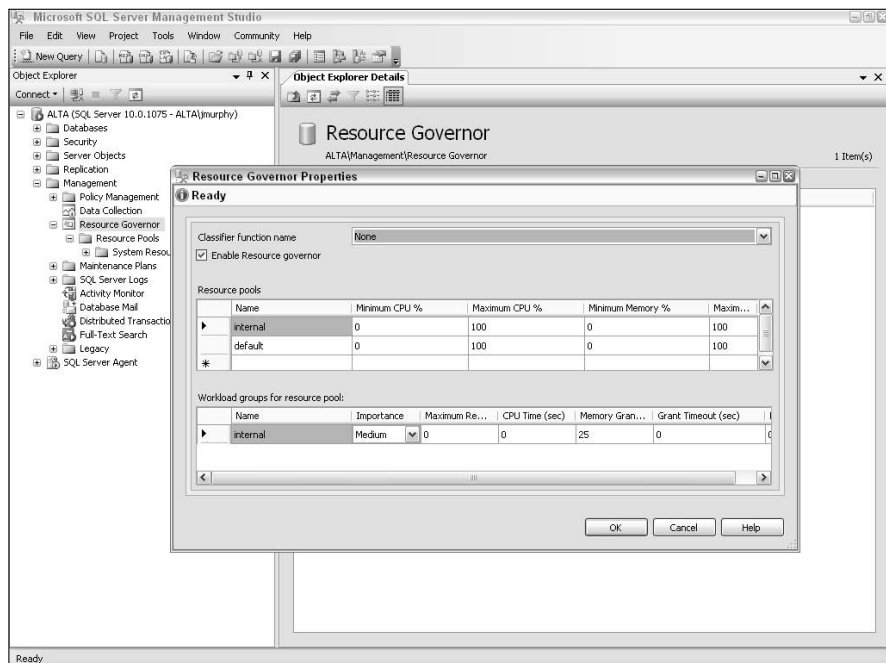 Microsoft SQL Server Management Studio
File Edit View Project Tools Window Community Help
New Query
Object Explorer
Connect
ALTA (SQL Server 10.0.1075 - ALTA\jmurphy)
Databases
Security
Server Objects
Replication
Management
Policy Management
Data Collection
Resource Governor
Resource Pools
System Resou
Maintenance Plans
SQL Server Logs
Activity Monitor
Database Mail
Distributed Transactio
Full-Text Search
Legacy
SQL Server Agent
Object Explorer Details
Resource Governor
ALTA\Management\Resource Governor
1 Item(s)
Resource Governor Properties
Ready
Classifier function name None
Enable Resource governor
Resource pools
Name Minimum CPU % Maximum CPU % Minimum Memory % Maxim...
internal 0 100 0 100
default 0 100 0 100
Workload groups for resource pool:
Name Importance Maximum Re... CPU Time (sec) Memory Gran... Grant Timeout (sec)
internal Medium 0 0 25 0
OK Cancel Help
Ready